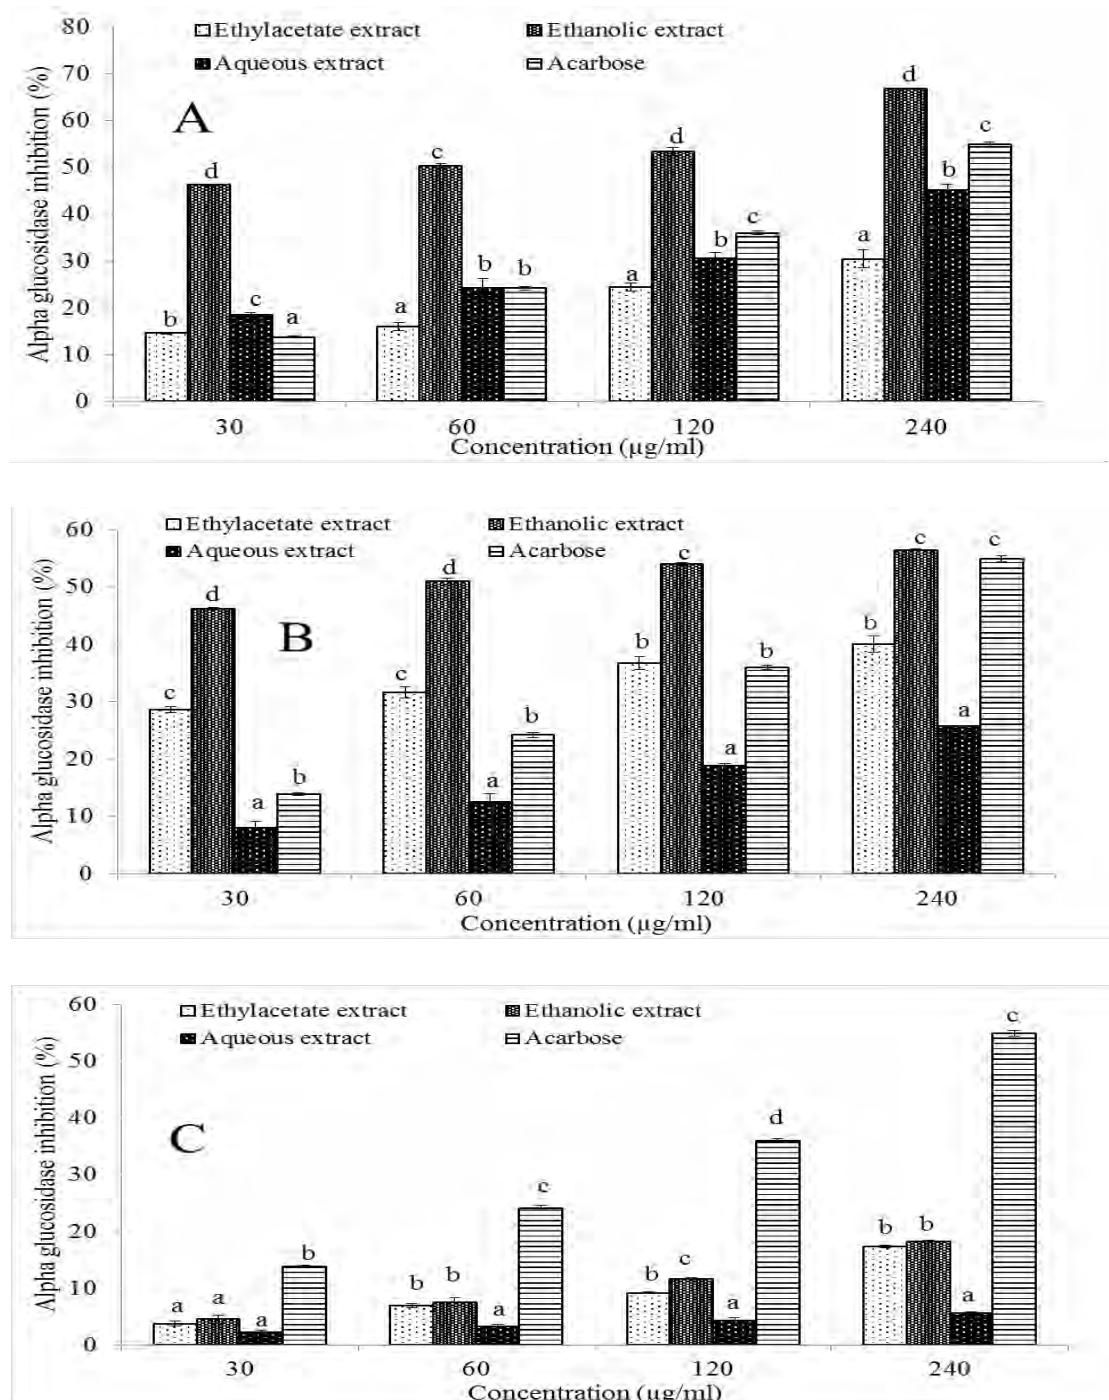 80
70
60
50
40
30
20
10
0
Alpha glucosidase inhibition (%)
Ethylacetate extract Ethanolic extract
Aqueous extract Acarbose
A
b d c a
a c b b
a d b c
a d b c
30 60 120 240
Concentration (µg/ml)
60
50
40
30
20
10
0
Alpha glucosidase inhibition (%)
Ethylacetate extract Ethanolic extract
Aqueous extract Acarbose
B
c d a b
c d a b
b c a b
b c a c
30 60 120 240
Concentration (µg/ml)
60
50
40
30
20
10
0
Alpha glucosidase inhibition (%)
Ethylacetate extract Ethanolic extract
Aqueous extract Acarbose
C
a a a b
b b a c
b c a d
b b a c
30 60 120 240
Concentration (µg/ml)